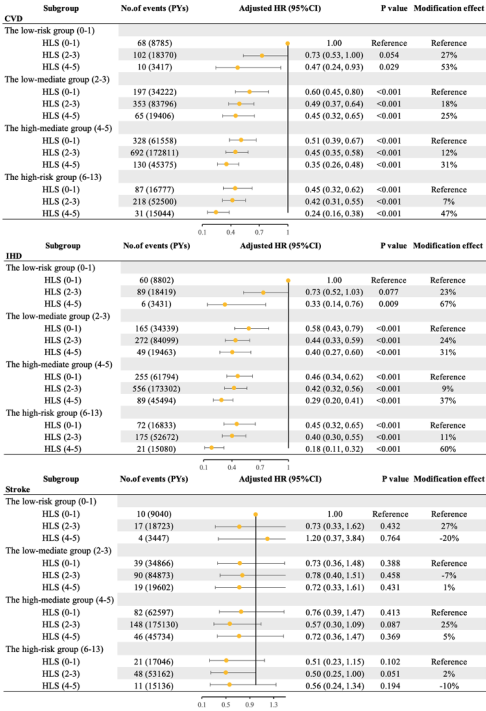 Subgroup No.of events (PYs) Adjusted HR (95%CI) P value Modification effect
CVD
The low-risk group (0-1)
HLS (0-1) 68 (8785) 1.00 Reference Reference
HLS (2-3) 102 (18370) 0.73 (0.53, 1.00) 0.054 27%
HLS (4-5) 10 (3417) 0.47 (0.24, 0.93) 0.029 53%
The low-mediate group (2-3)
HLS (0-1) 197 (34222) 0.60 (0.45, 0.80) <0.001 Reference
HLS (2-3) 353 (83796) 0.49 (0.37, 0.64) <0.001 18%
HLS (4-5) 65 (19406) 0.45 (0.32, 0.65) <0.001 25%
The high-mediate group (4-5)
HLS (0-1) 328 (61558) 0.51 (0.39, 0.67) <0.001 Reference
HLS (2-3) 692 (172811) 0.45 (0.35, 0.58) <0.001 12%
HLS (4-5) 130 (45375) 0.35 (0.26, 0.48) <0.001 31%
The high-risk group (6-13)
HLS (0-1) 87 (16777) 0.45 (0.32, 0.62) <0.001 Reference
HLS (2-3) 218 (52500) 0.42 (0.31, 0.55) <0.001 7%
HLS (4-5) 31 (15044) 0.24 (0.16, 0.38) <0.001 47%
0.1 0.4 0.7 1
Subgroup No.of events (PYs) Adjusted HR (95%CI) P value Modification effect
IHD
The low-risk group (0-1)
HLS (0-1) 60 (8802) 1.00 Reference Reference
HLS (2-3) 89 (18419) 0.73 (0.52, 1.03) 0.077 23%
HLS (4-5) 6 (3431) 0.33 (0.14, 0.76) 0.009 67%
The low-mediate group (2-3)
HLS (0-1) 165 (34339) 0.58 (0.43, 0.79) <0.001 Reference
HLS (2-3) 272 (84099) 0.44 (0.33, 0.59) <0.001 24%
HLS (4-5) 49 (19463) 0.40 (0.27, 0.60) <0.001 31%
The high-mediate group (4-5)
HLS (0-1) 255 (61794) 0.46 (0.34, 0.62) <0.001 Reference
HLS (2-3) 556 (173302) 0.42 (0.32, 0.56) <0.001 9%
HLS (4-5) 89 (45494) 0.29 (0.20, 0.41) <0.001 37%
The high-risk group (6-13)
HLS (0-1) 72 (16833) 0.45 (0.32, 0.65) <0.001 Reference
HLS (2-3) 175 (52672) 0.40 (0.30, 0.55) <0.001 11%
HLS (4-5) 21 (15080) 0.18 (0.11, 0.32) <0.001 60%
0.1 0.4 0.7 1
Subgroup No.of events (PYs) Adjusted HR (95%CI) P value Modification effect
Stroke
The low-risk group (0-1)
HLS (0-1) 10 (9040) 1.00 Reference Reference
HLS (2-3) 17 (18723) 0.73 (0.33, 1.62) 0.432 27%
HLS (4-5) 4 (3447) 1.20 (0.37, 3.84) 0.764 -20%
The low-mediate group (2-3)
HLS (0-1) 39 (34866) 0.73 (0.36, 1.48) 0.388 Reference
HLS (2-3) 90 (84873) 0.78 (0.40, 1.51) 0.458 -7%
HLS (4-5) 19 (19602) 0.72 (0.33, 1.61) 0.431 1%
The high-mediate group (4-5)
HLS (0-1) 82 (62597) 0.76 (0.39, 1.47) 0.413 Reference
HLS (2-3) 148 (175130) 0.57 (0.30, 1.09) 0.087 25%
HLS (4-5) 46 (45734) 0.72 (0.36, 1.47) 0.369 5%
The high-risk group (6-13)
HLS (0-1) 21 (17046) 0.51 (0.23, 1.15) 0.102 Reference
HLS (2-3) 48 (53162) 0.50 (0.25, 1.00) 0.051 2%
HLS (4-5) 11 (15136) 0.56 (0.24, 1.34) 0.194 -10%
0.1 0.5 0.9 1.3